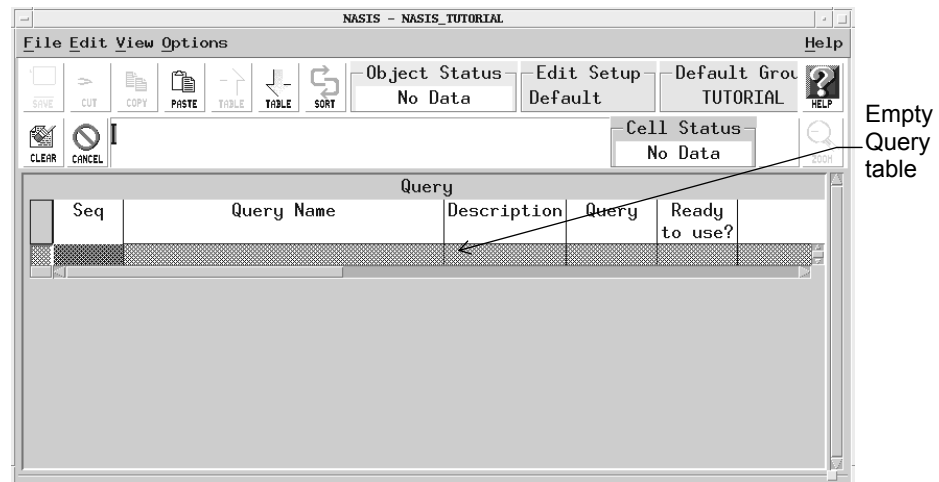 NASIS - NASIS_TUTORIAL
File Edit View Options Help
SAVE CUT COPY PASTE TABLE TABLE SORT
Object Status
No Data
Edit Setup
Default
Default Grou
TUTORIAL
HELP
CLEAR CANCEL
Cell Status
No Data
ZOOM
Empty
Query
table
Query
Seq Query Name Description Query Ready
to use?